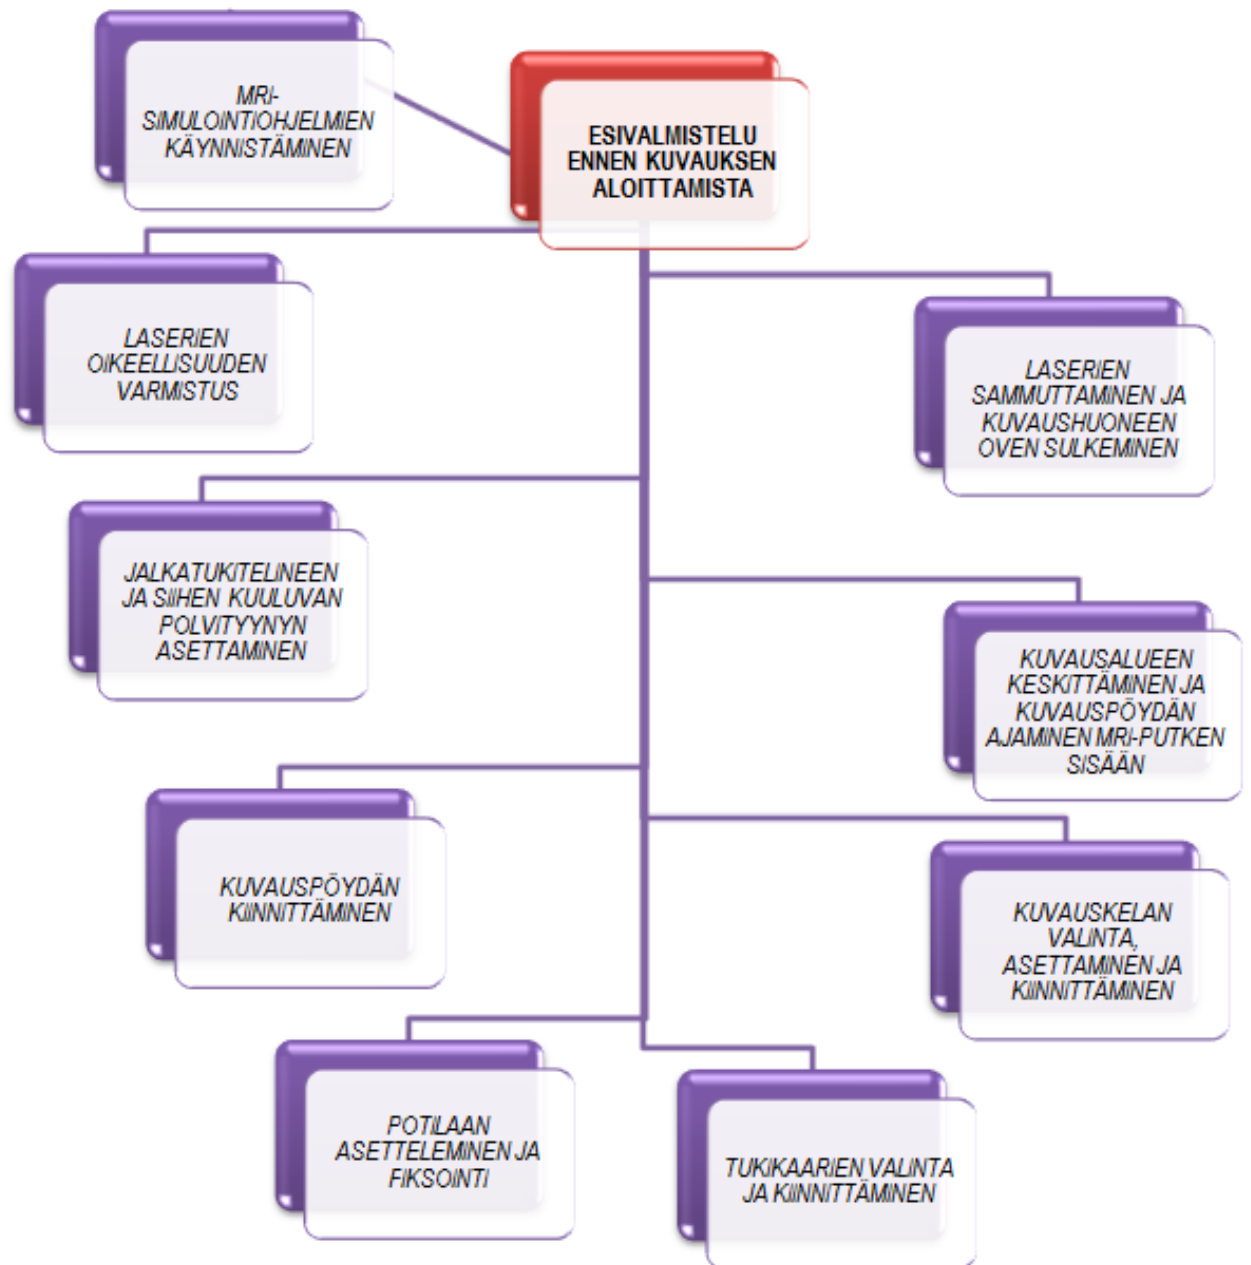 MRI-
SIMULOINTIOHJELMIEN
KÄYNNISTÄMINEN
ESIVALMISTELU
ENNEN KUVAUKSEN
ALOITTAMISTA
LASERIEN
OIKEELLISUUDEN
VARMISTUS
LASERIEN
SAMMUTTAMINEN JA
KUVAUSHUONEEN
OVEN SULKEMINEN
JALKATUKITELINEEN
JA SIIHEN KUULUVAN
POLVITYYNYN
ASETTAMINEN
KUVAUSALUEEN
KESKITTÄMINEN JA
KUVAUSPÖYDÄN
AJAMINEN MRI-PUTKEN
SISÄÄN
KUVAUSPÖYDÄN
KIINNITTÄMINEN
KUVAUSKELAN
VALINTA,
ASETTAMINEN JA
KIINNITTÄMINEN
POTILAAN
ASETTELEMINEN JA
FIKSOINTI
TUKIKAARIEN VALINTA
JA KIINNITTÄMINEN